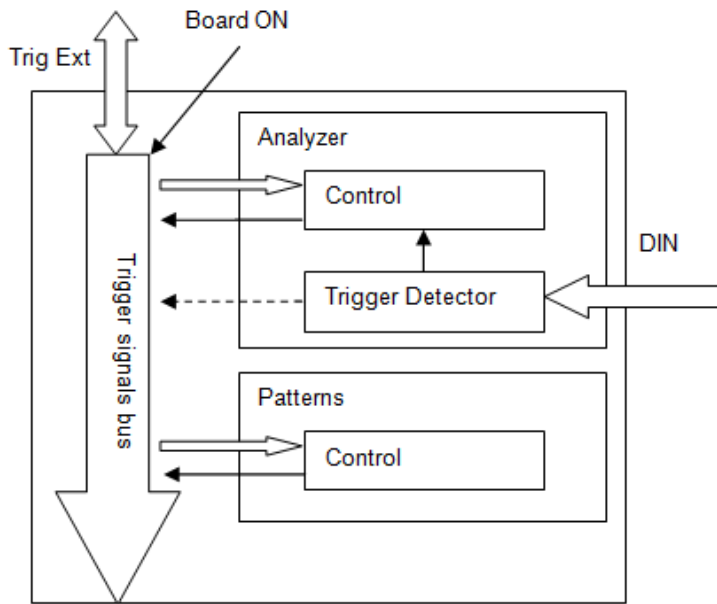 Board ON
Trig Ext
Analyzer
Control
DIN
Trigger Detector
Trigger signals bus
Patterns
Control